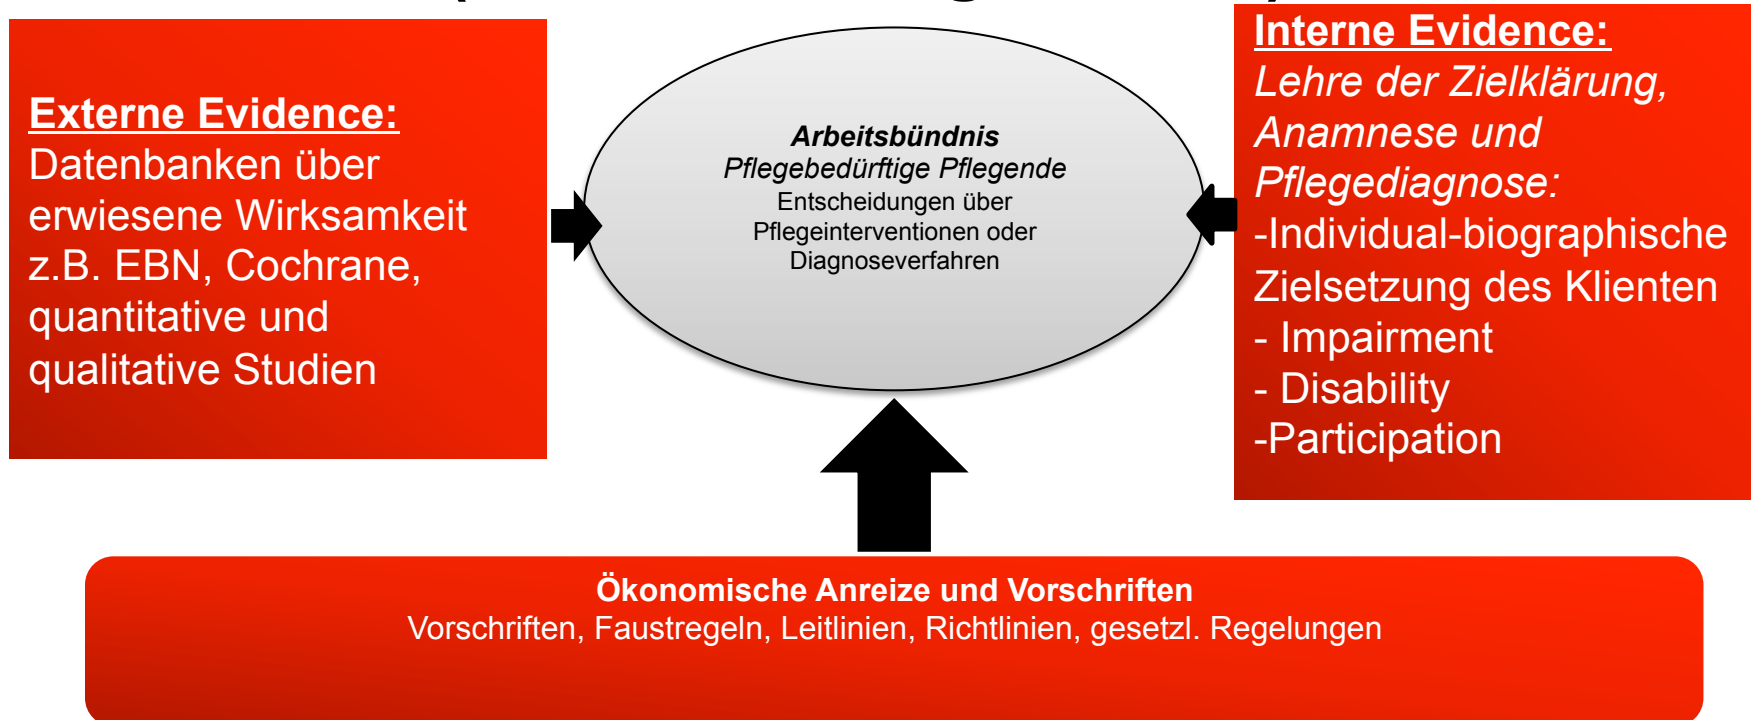 Externe Evidence:
Datenbanken über
erwiesene Wirksamkeit
z.B. EBN, Cochrane,
quantitative und
qualitative Studien
Arbeitsbündnis
Pflegebedürftige Pflegende
Entscheidungen über
Pflegeinterventionen oder
Diagnoseverfahren
Interne Evidence:
Lehre der Zielklärung,
Anamnese und
Pflegediagnose:
-Individual-biographische
Zielsetzung des Klienten
- Impairment
- Disability
-Participation
Ökonomische Anreize und Vorschriften
Vorschriften, Faustregeln, Leitlinien, Richtlinien, gesetzl. Regelungen